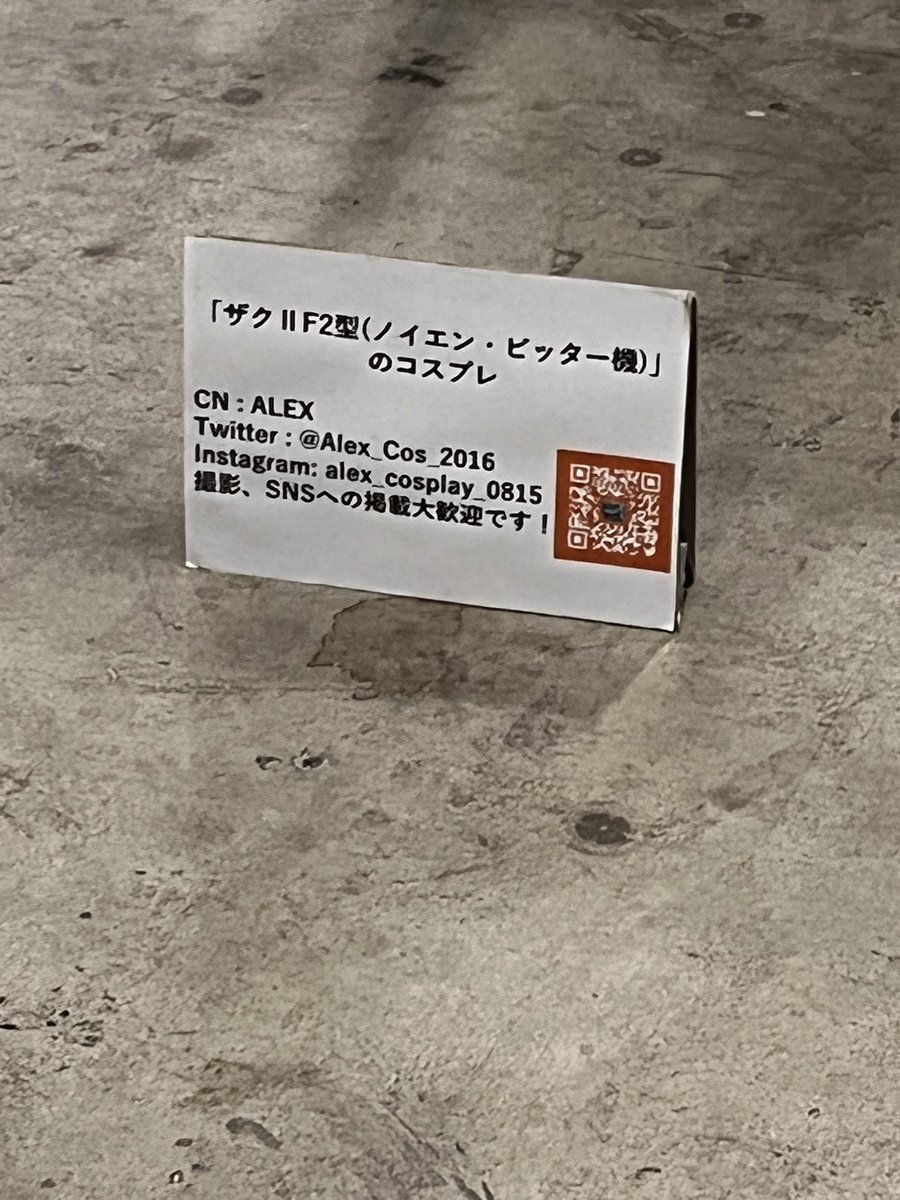 「ザクⅡF2型(ノイエン・ビッター機)」
のコスプレ
CN : ALEX
Twitter : @Alex_Cos_2016
Instagram: alex_cosplay_0815
撮影、SNSへの掲載大歓迎です！